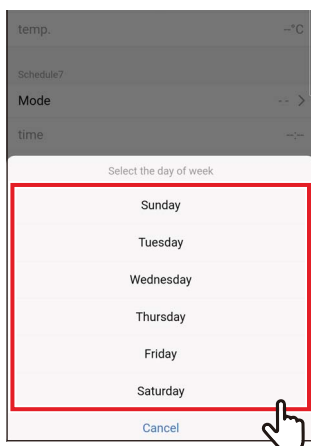 temp. --°C
Schedule7
Mode -- >
time --:--
Select the day of week
Sunday
Tuesday
Wednesday
Thursday
Friday
Saturday
Cancel